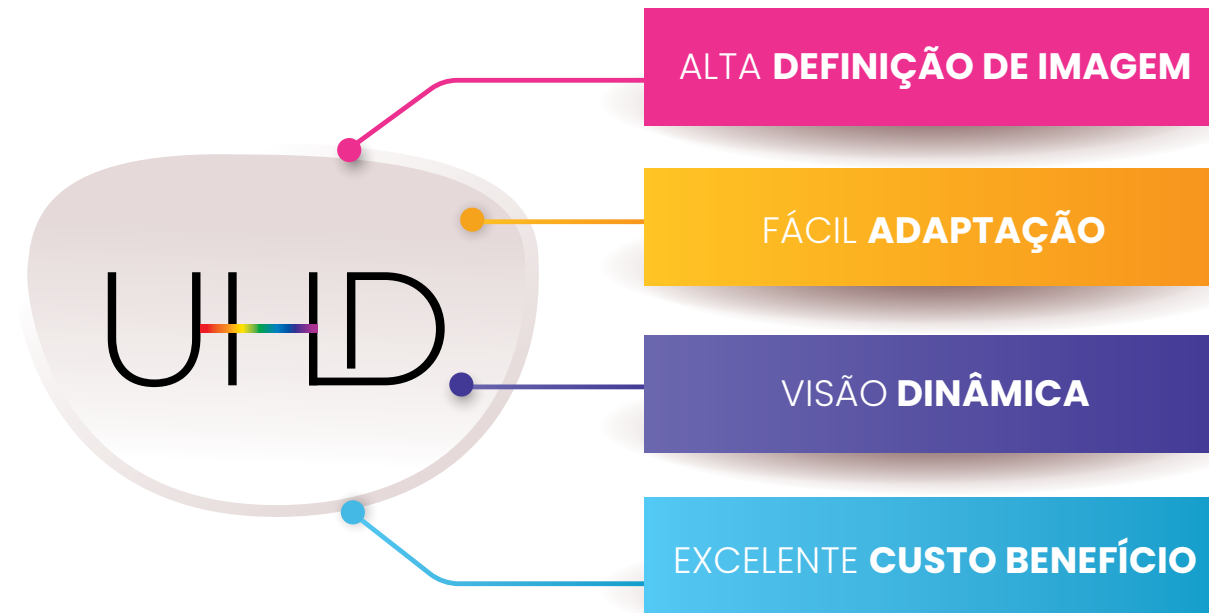 UHD
ALTA DEFINIÇÃO DE IMAGEM
FÁCIL ADAPTAÇÃO
VISÃO DINÂMICA
EXCELENTE CUSTO BENEFÍCIO